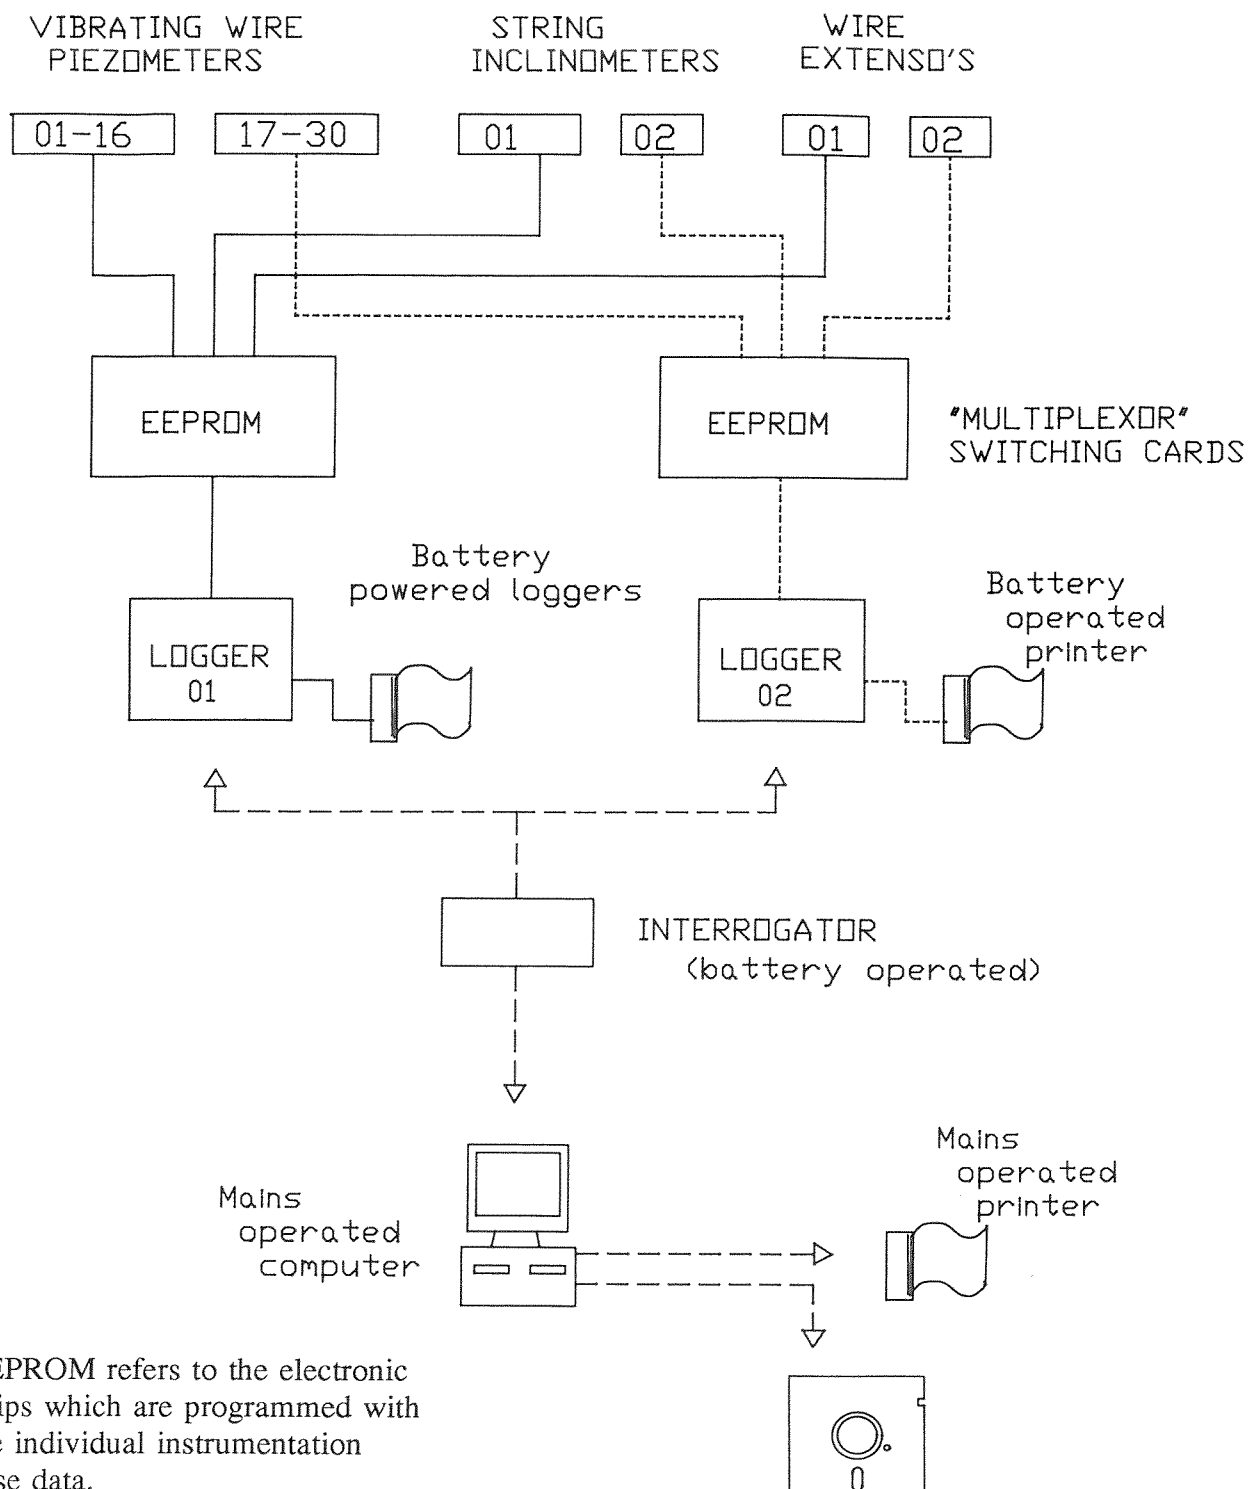 VIBRATING WIRE
PIEZOMETERS
STRING
INCLINOMETERS
WIRE
EXTENSO'S
01-16
17-30
01
02
01
02
EEPROM
EEPROM
"MULTIPLEXOR"
SWITCHING CARDS
Battery
powered loggers
Battery
operated
printer
LOGGER
01
LOGGER
02
INTERROGATOR
(battery operated)
Mains
operated
computer
Mains
operated
printer
EPROM refers to the electronic
ips which are programmed with
e individual instrumentation
se data.